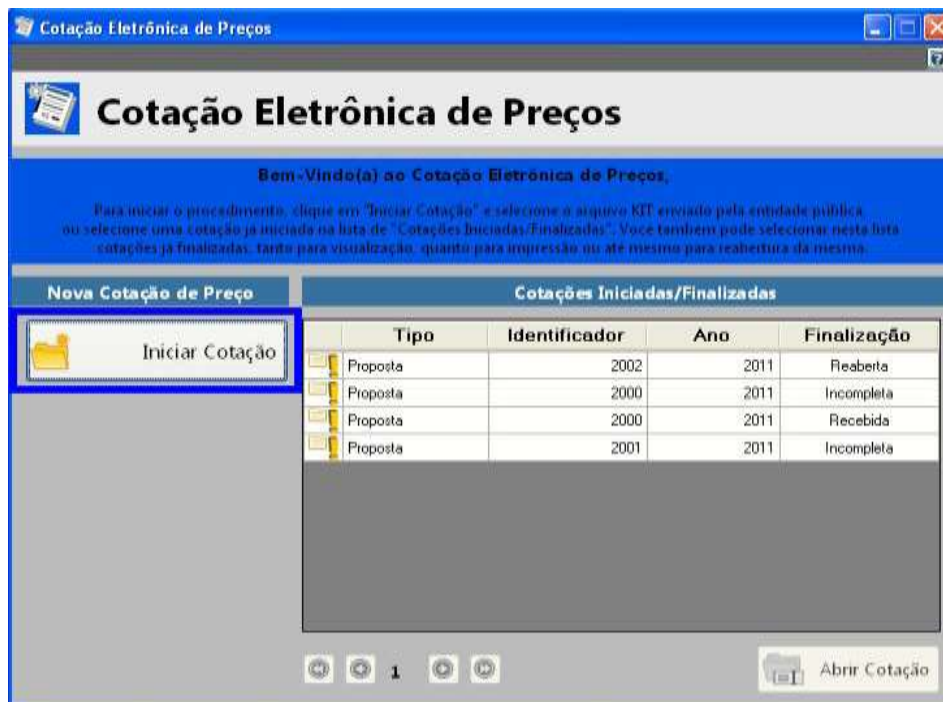 Cotação Eletrônica de Preços
Cotação Eletrônica de Preços
Bem-Vindo(a) ao Cotação Eletrônica de Preços,
Para iniciar o procedimento, clique em "Iniciar Cotação" e selecione o arquivo KIT enviado pela entidade pública,
ou selecione uma cotação já iniciada na lista de "Cotações Iniciadas/Finalizadas". Você também pode selecionar nesta lista
cotações já finalizadas, tanto para visualização, quanto para impressão ou até mesmo para reabertura da mesma.
Nova Cotação de Preço
Cotações Iniciadas/Finalizadas
Iniciar Cotação
Tipo Identificador Ano Finalização
Proposta 2002 2011 Reaberta
Proposta 2000 2011 Incompleta
Proposta 2000 2011 Recebida
Proposta 2001 2011 Incompleta
1
Abrir Cotação